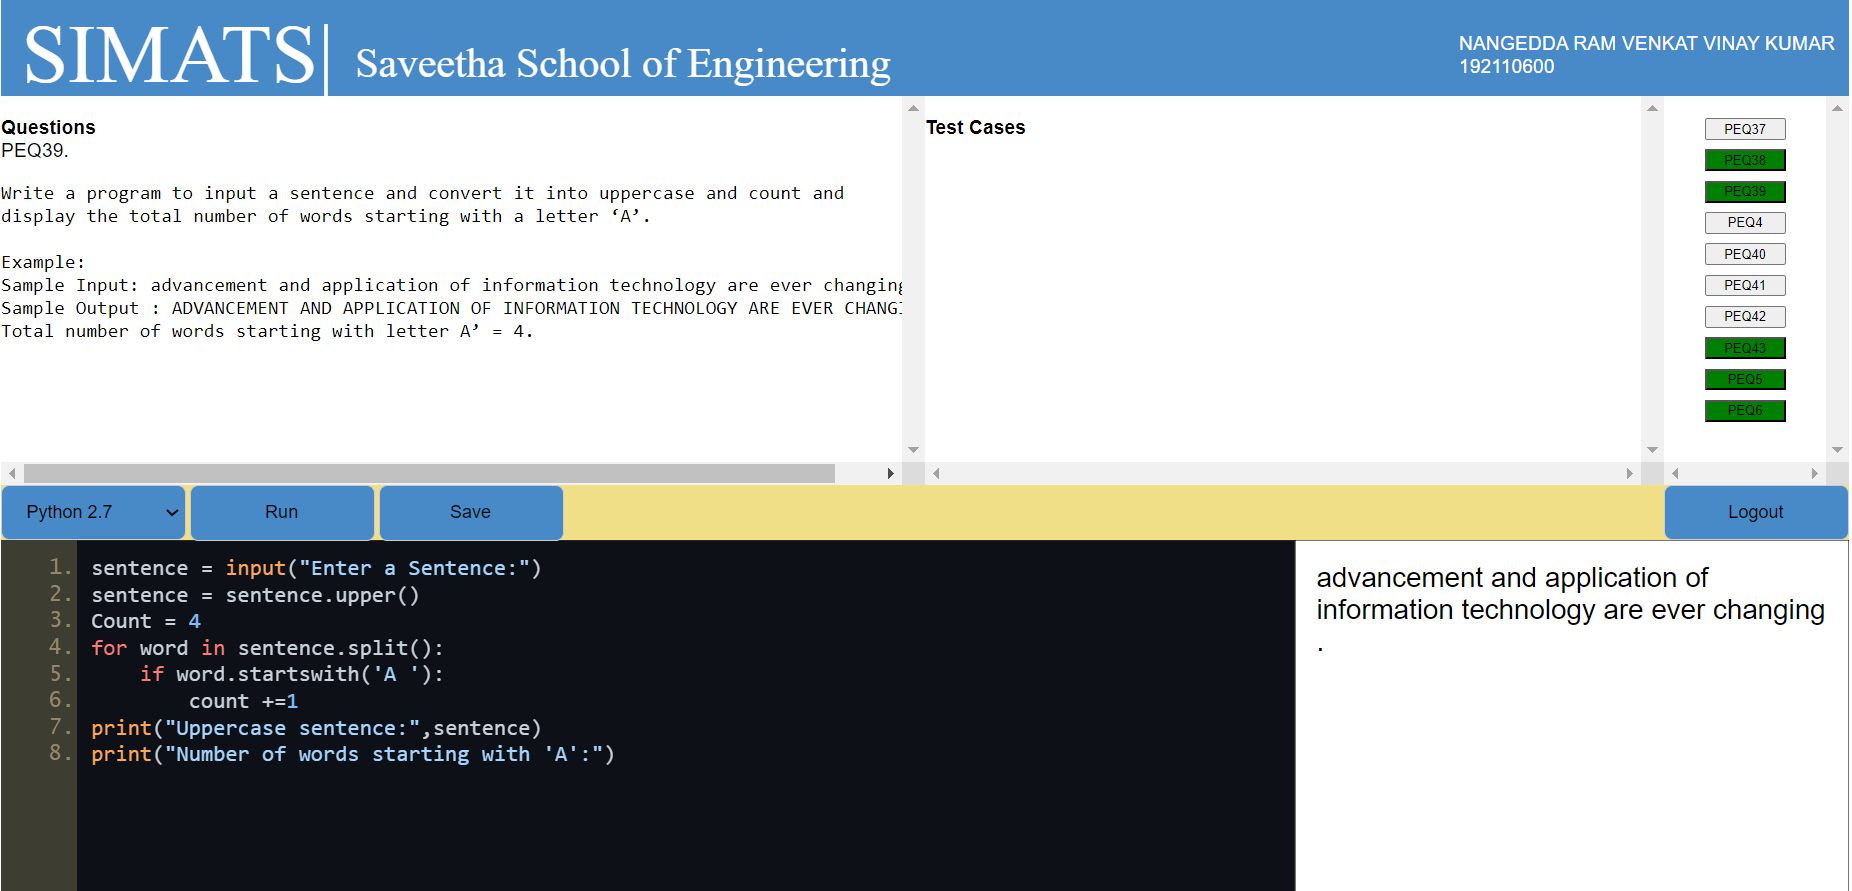 SIMATS
Saveetha School of Engineering
NANGEDDA RAM VENKAT VINAY KUMAR
192110600
Questions
PEQ39.
Write a program to input a sentence and convert it into uppercase and count and
display the total number of words starting with a letter ‘A’.
Example:
Sample Input: advancement and application of information technology are ever changing
Sample Output : ADVANCEMENT AND APPLICATION OF INFORMATION TECHNOLOGY ARE EVER CHANG
Total number of words starting with letter A’ = 4.
Test Cases
PEQ37
PEQ38
PEQ39
PEQ4
PEQ40
PEQ41
PEQ42
PEQ43
PEQ5
PEQ6
Python 2.7
Run
Save
Logout
1. sentence = input("Enter a Sentence:")
2. sentence = sentence.upper()
3. Count = 4
4. for word in sentence.split():
5.     if word.startswith('A '):
6.         count +=1
7. print("Uppercase sentence:",sentence)
8. print("Number of words starting with 'A':")
advancement and application of
information technology are ever changing
.